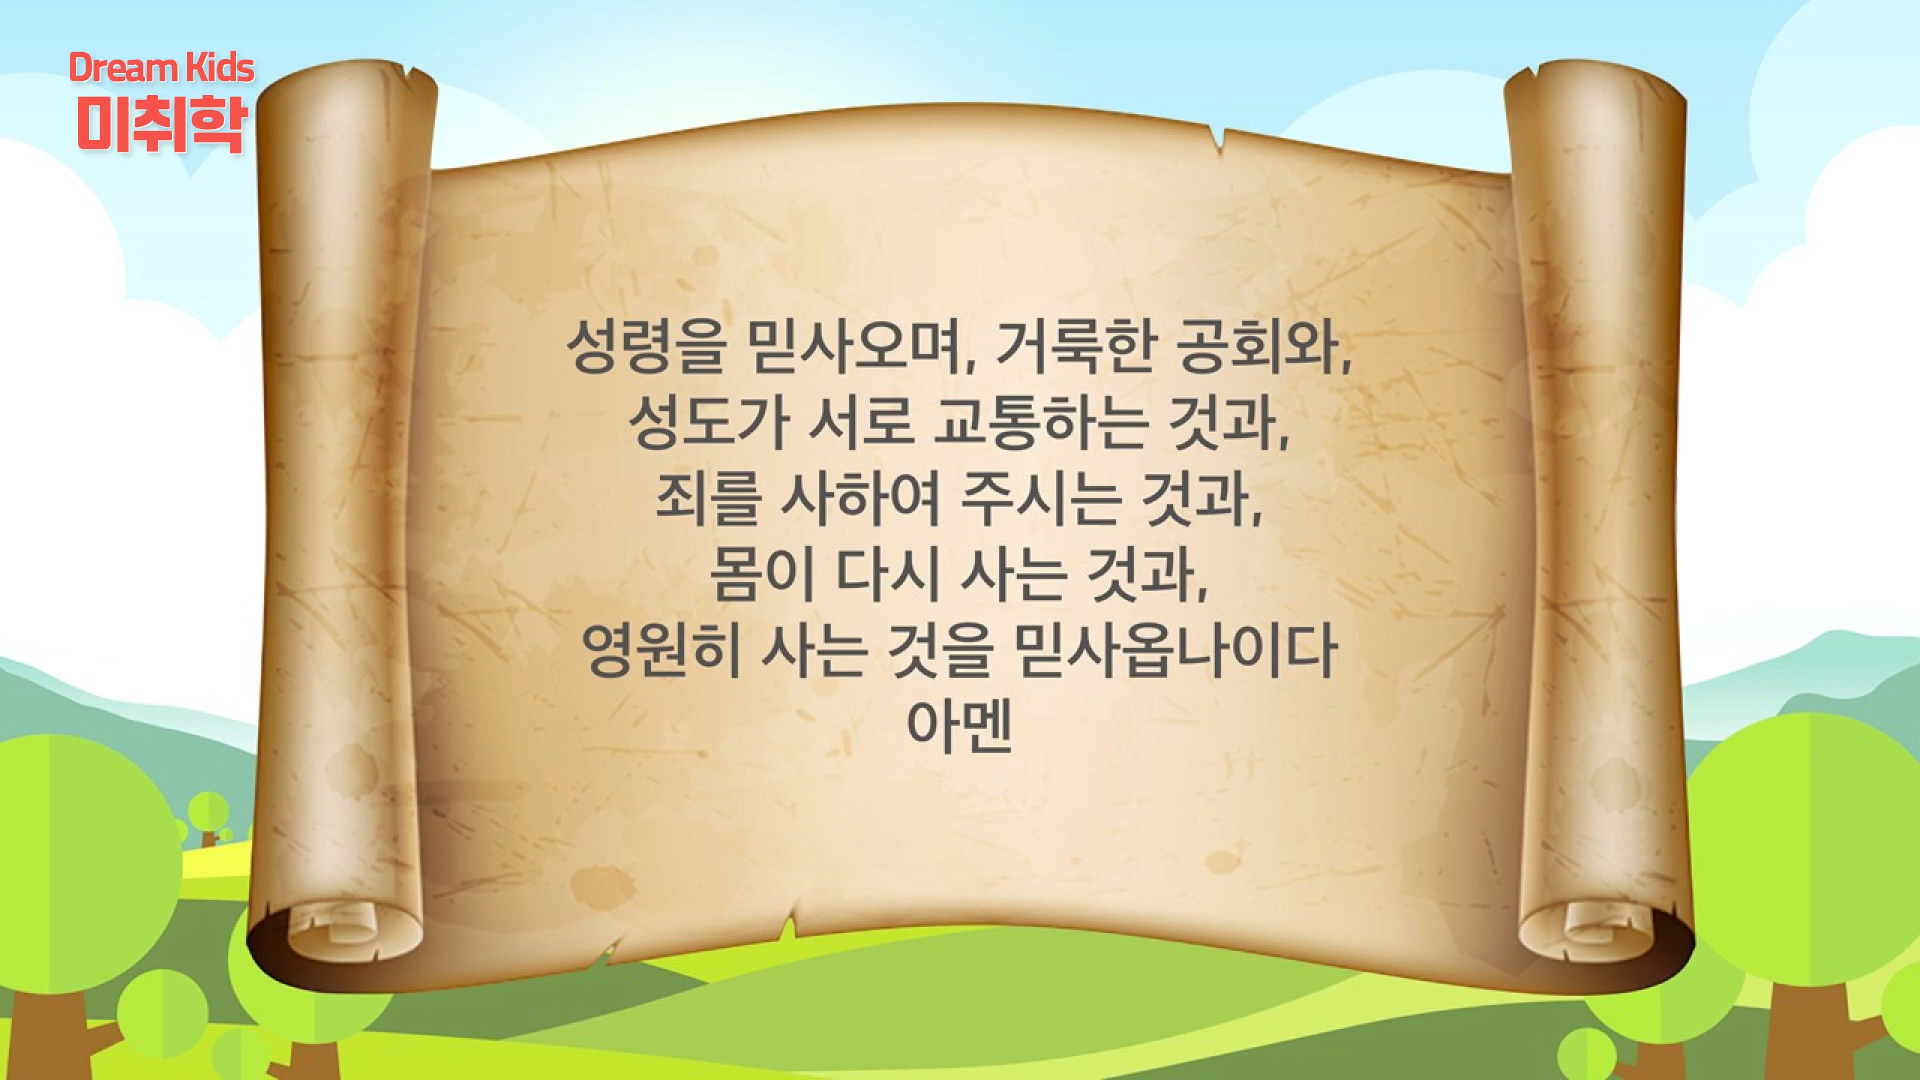 Dream Kids
미취학
성령을 믿사오며, 거룩한 공회와,
성도가 서로 교통하는 것과,
죄를 사하여 주시는 것과,
몸이 다시 사는 것과,
영원히 사는 것을 믿사옵나이다
아멘